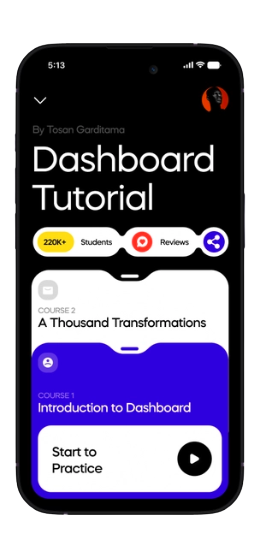 5:13
By Tosan Garditama
Dashboard
Tutorial
220K+ Students Reviews
COURSE 2
A Thousand Transformations
COURSE 1
Introduction to Dashboard
Start to
Practice